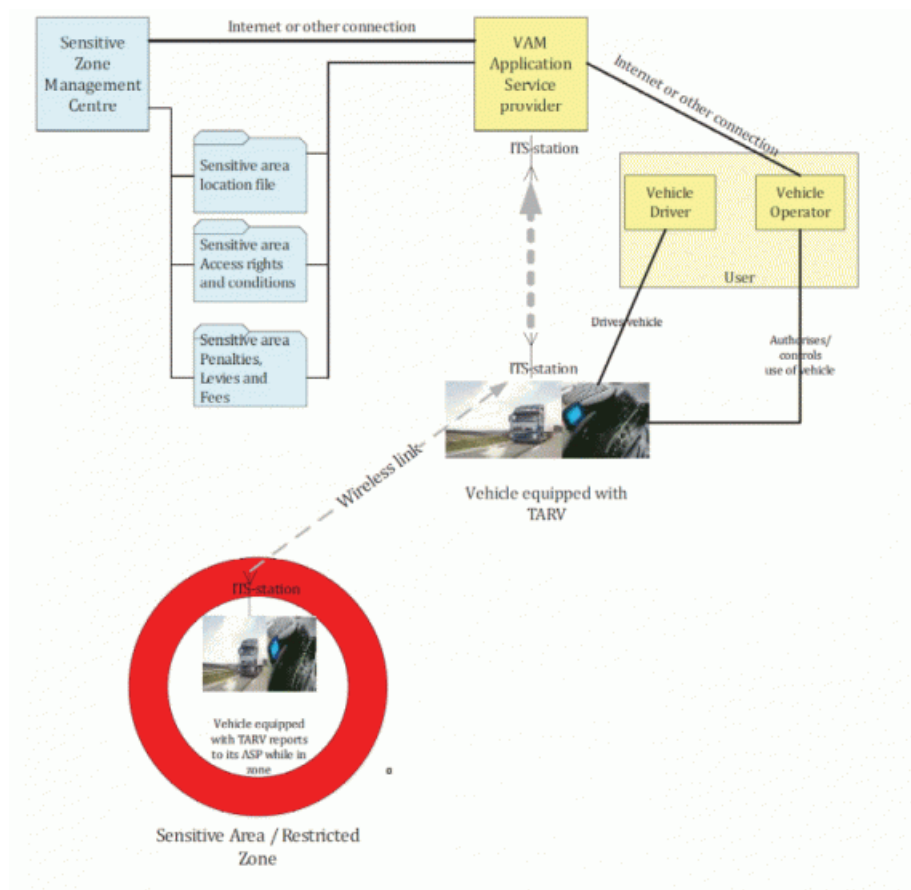 Internet or other connection
Sensitive
Zone
Management
Centre
VAM
Application
Service
provider
Internet or other connection
ITS-station
Sensitive area
location file
Vehicle
Driver
Vehicle
Operator
Sensitive area
Access rights
and conditions
User
Drives vehicle
Authorises/
controls
use of vehicle
Sensitive area
Penalties,
Levies and
Fees
ITS-station
Wireless link
Vehicle equipped with
TARV
ITS-station
Vehicle equipped
with TARV reports
to its ASP while in
zone
Sensitive Area / Restricted
Zone